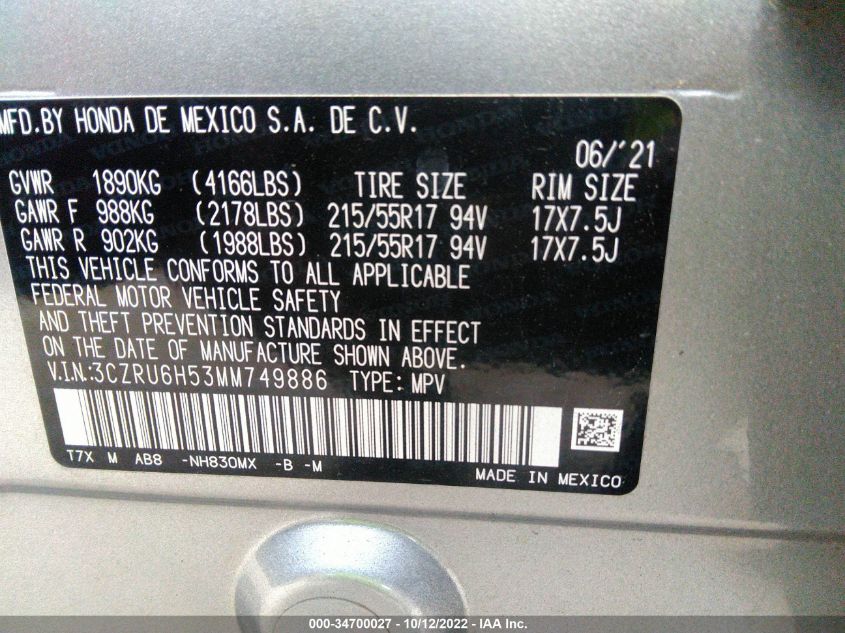 MFD.BY HONDA DE MEXICO S.A. DE C.V.
06/'21
GVWR 1890KG (4166LBS) TIRE SIZE RIM SIZE
GAWR F 988KG (2178LBS) 215/55R17 94V 17X7.5J
GAWR R 902KG (1988LBS) 215/55R17 94V 17X7.5J
THIS VEHICLE CONFORMS TO ALL APPLICABLE
FEDERAL MOTOR VEHICLE SAFETY
AND THEFT PREVENTION STANDARDS IN EFFECT
ON THE DATE OF MANUFACTURE SHOWN ABOVE.
V.I.N:3CZRU6H53MM749886 TYPE: MPV
T7X M AB8 -NH830MX -B -M
MADE IN MEXICO
000-34700027 - 10/12/2022 - IAA Inc.